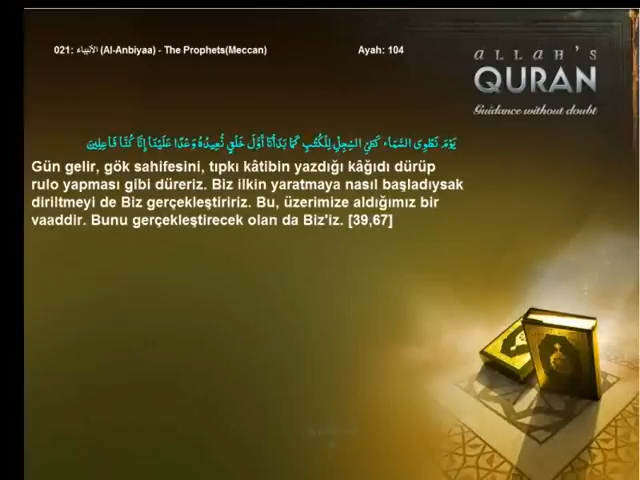 021: الأنبياء (Al-Anbiyaa) - The Prophets(Meccan) Ayah: 104
ALLAH'S
QURAN
Guidance without doubt
يَوْمَ نَطْوِي السَّمَاء كَطَيِّ السِّجِلِّ لِلْكُتُبِ كَمَا بَدَأْنَا أَوَّلَ خَلْقٍ نُّعِيدُهُ وَعْدًا عَلَيْنَا إِنَّا كُنَّا فَاعِلِينَ
Gün gelir, gök sahifesini, tıpkı kâtibin yazdığı kâğıdı dürüp
rulo yapması gibi düreriz. Biz ilkin yaratmaya nasıl başladıysak
diriltmeyi de Biz gerçekleştiririz. Bu, üzerimize aldığımız bir
vaaddir. Bunu gerçekleştirecek olan da Biz'iz. [39,67]